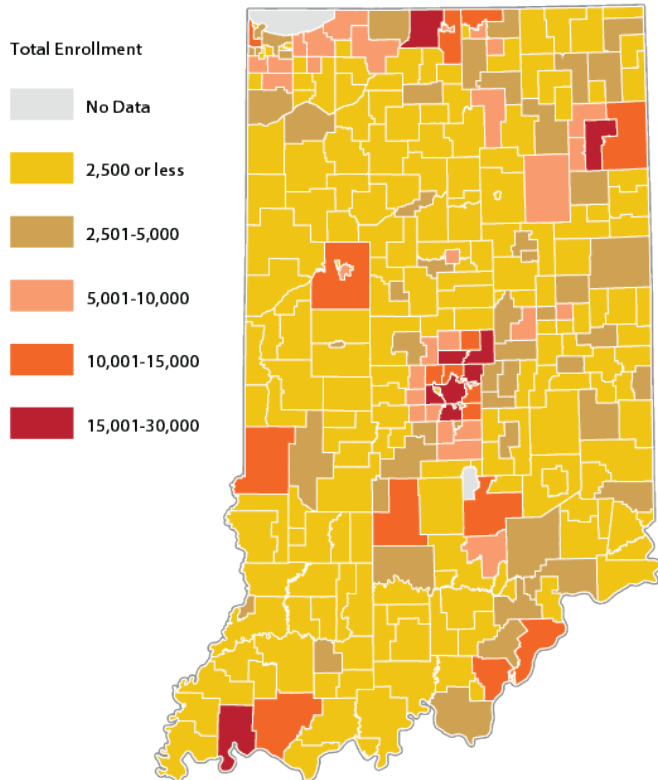 Total Enrollment
No Data
2,500 or less
2,501-5,000
5,001-10,000
10,001-15,000
15,001-30,000